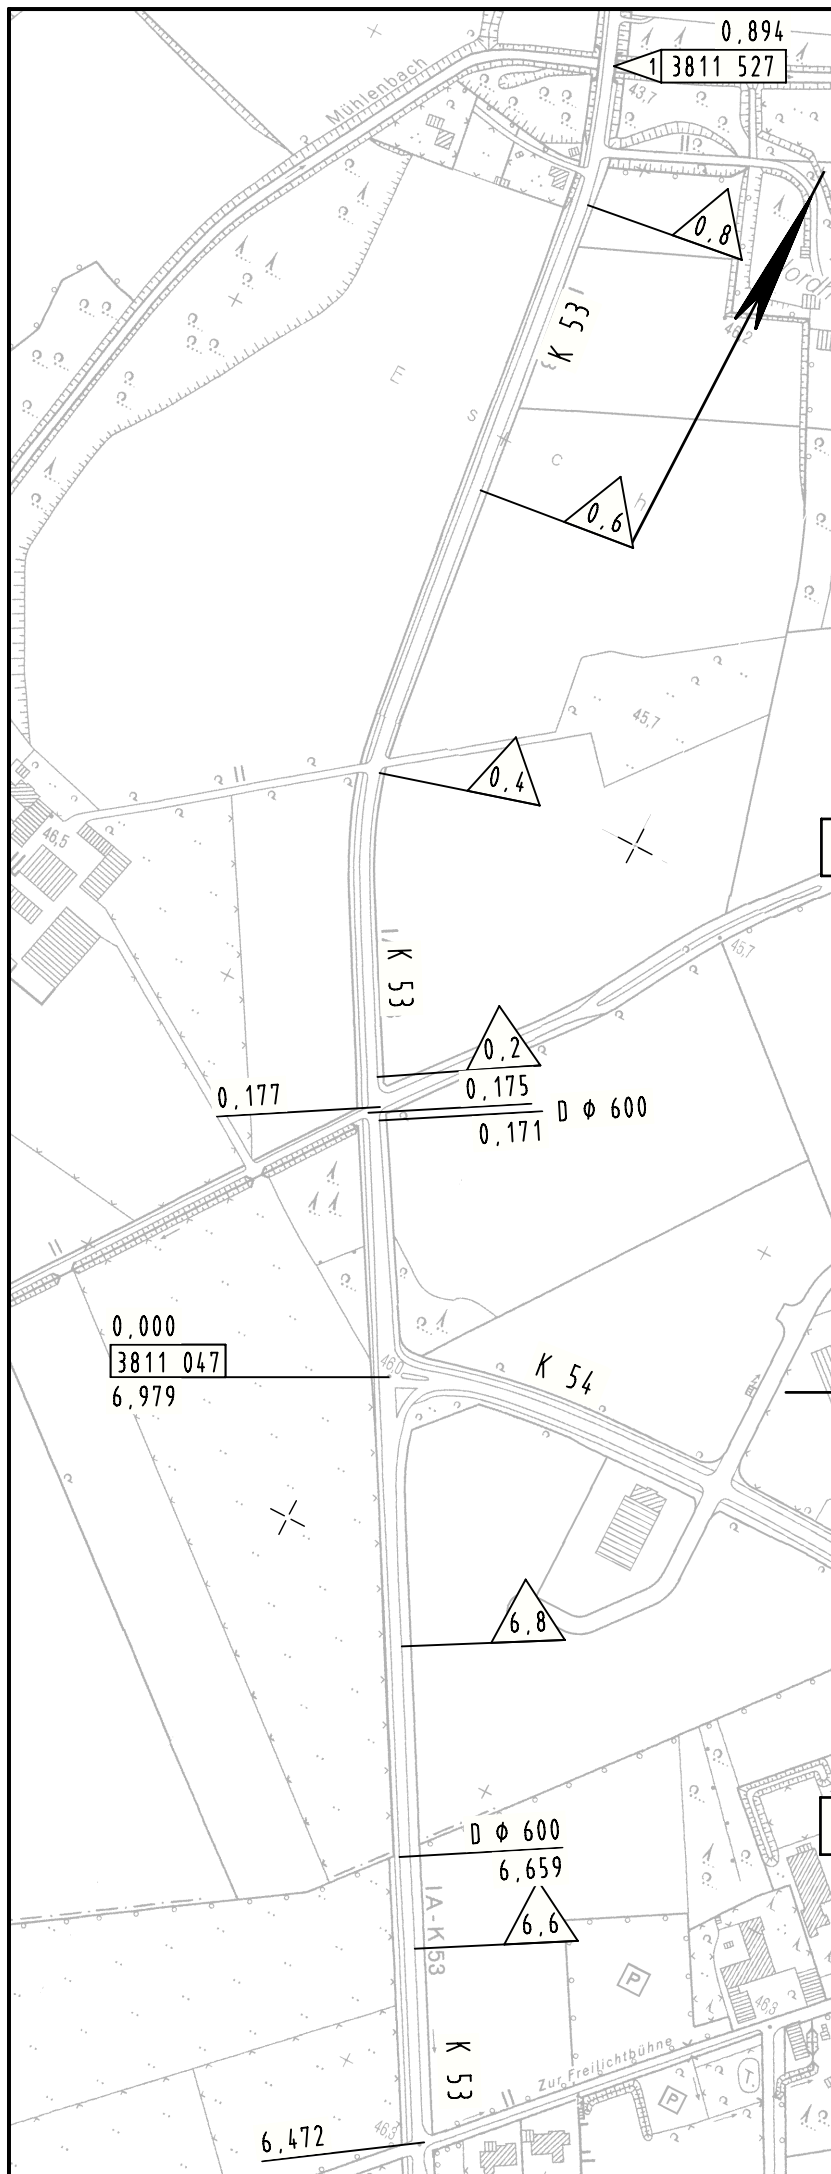 0,894
1 3811 527
Mühlenbach
43,7
0,8
46,2
K 53
E
s
c
h
0,6
45,7
0,4
46,5
K 53
45,7
0,2
0,177
0,175
D Φ 600
0,171
0,000
3811 047
6,979
46,0
K 54
6,8
D Φ 600
6,659
6,6
A-K 53
P
46,3
K 53
Zur Freilichtbühne
T.
P
46,3
6,472